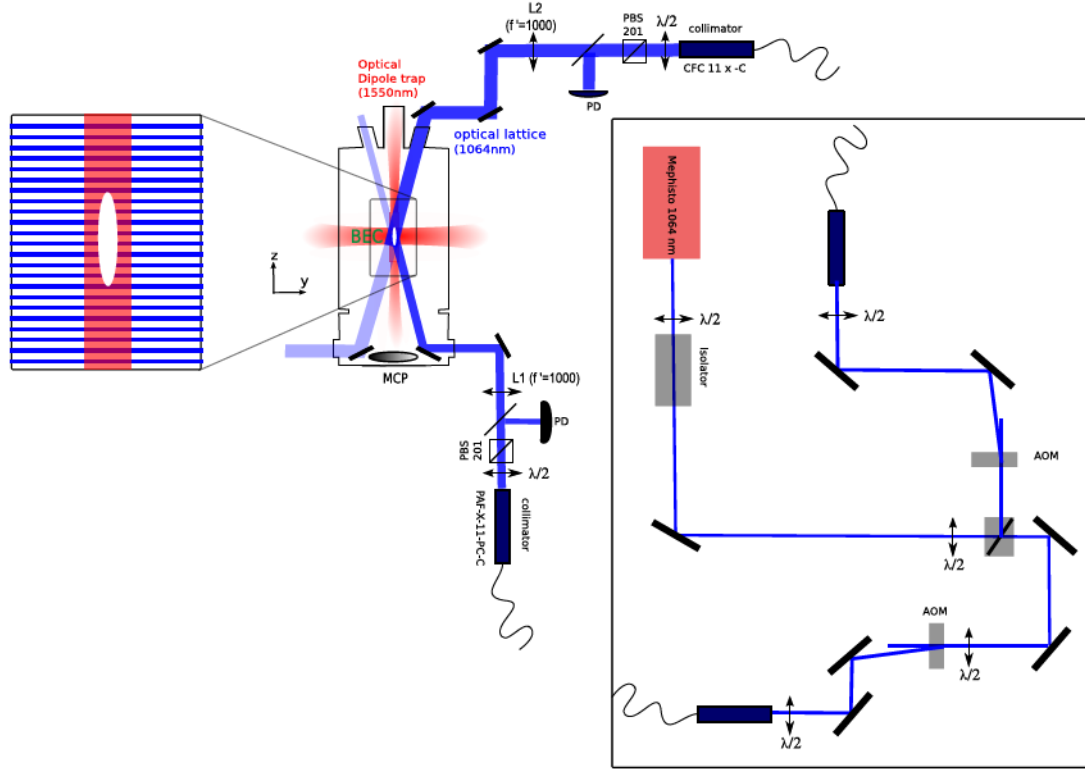 L2
(f'=1000)
PBS
201
λ/2
collimator
CFC 11 x -C
PD
Optical
Dipole trap
(1550nm)
optical lattice
(1064nm)
BEC
z
y
MCP
L1 (f'=1000)
PD
PBS
201
λ/2
collimator
PAF-X-11-PC-C
Mephisto 1064 nm
λ/2
Isolator
λ/2
AOM
λ/2
AOM
λ/2
λ/2